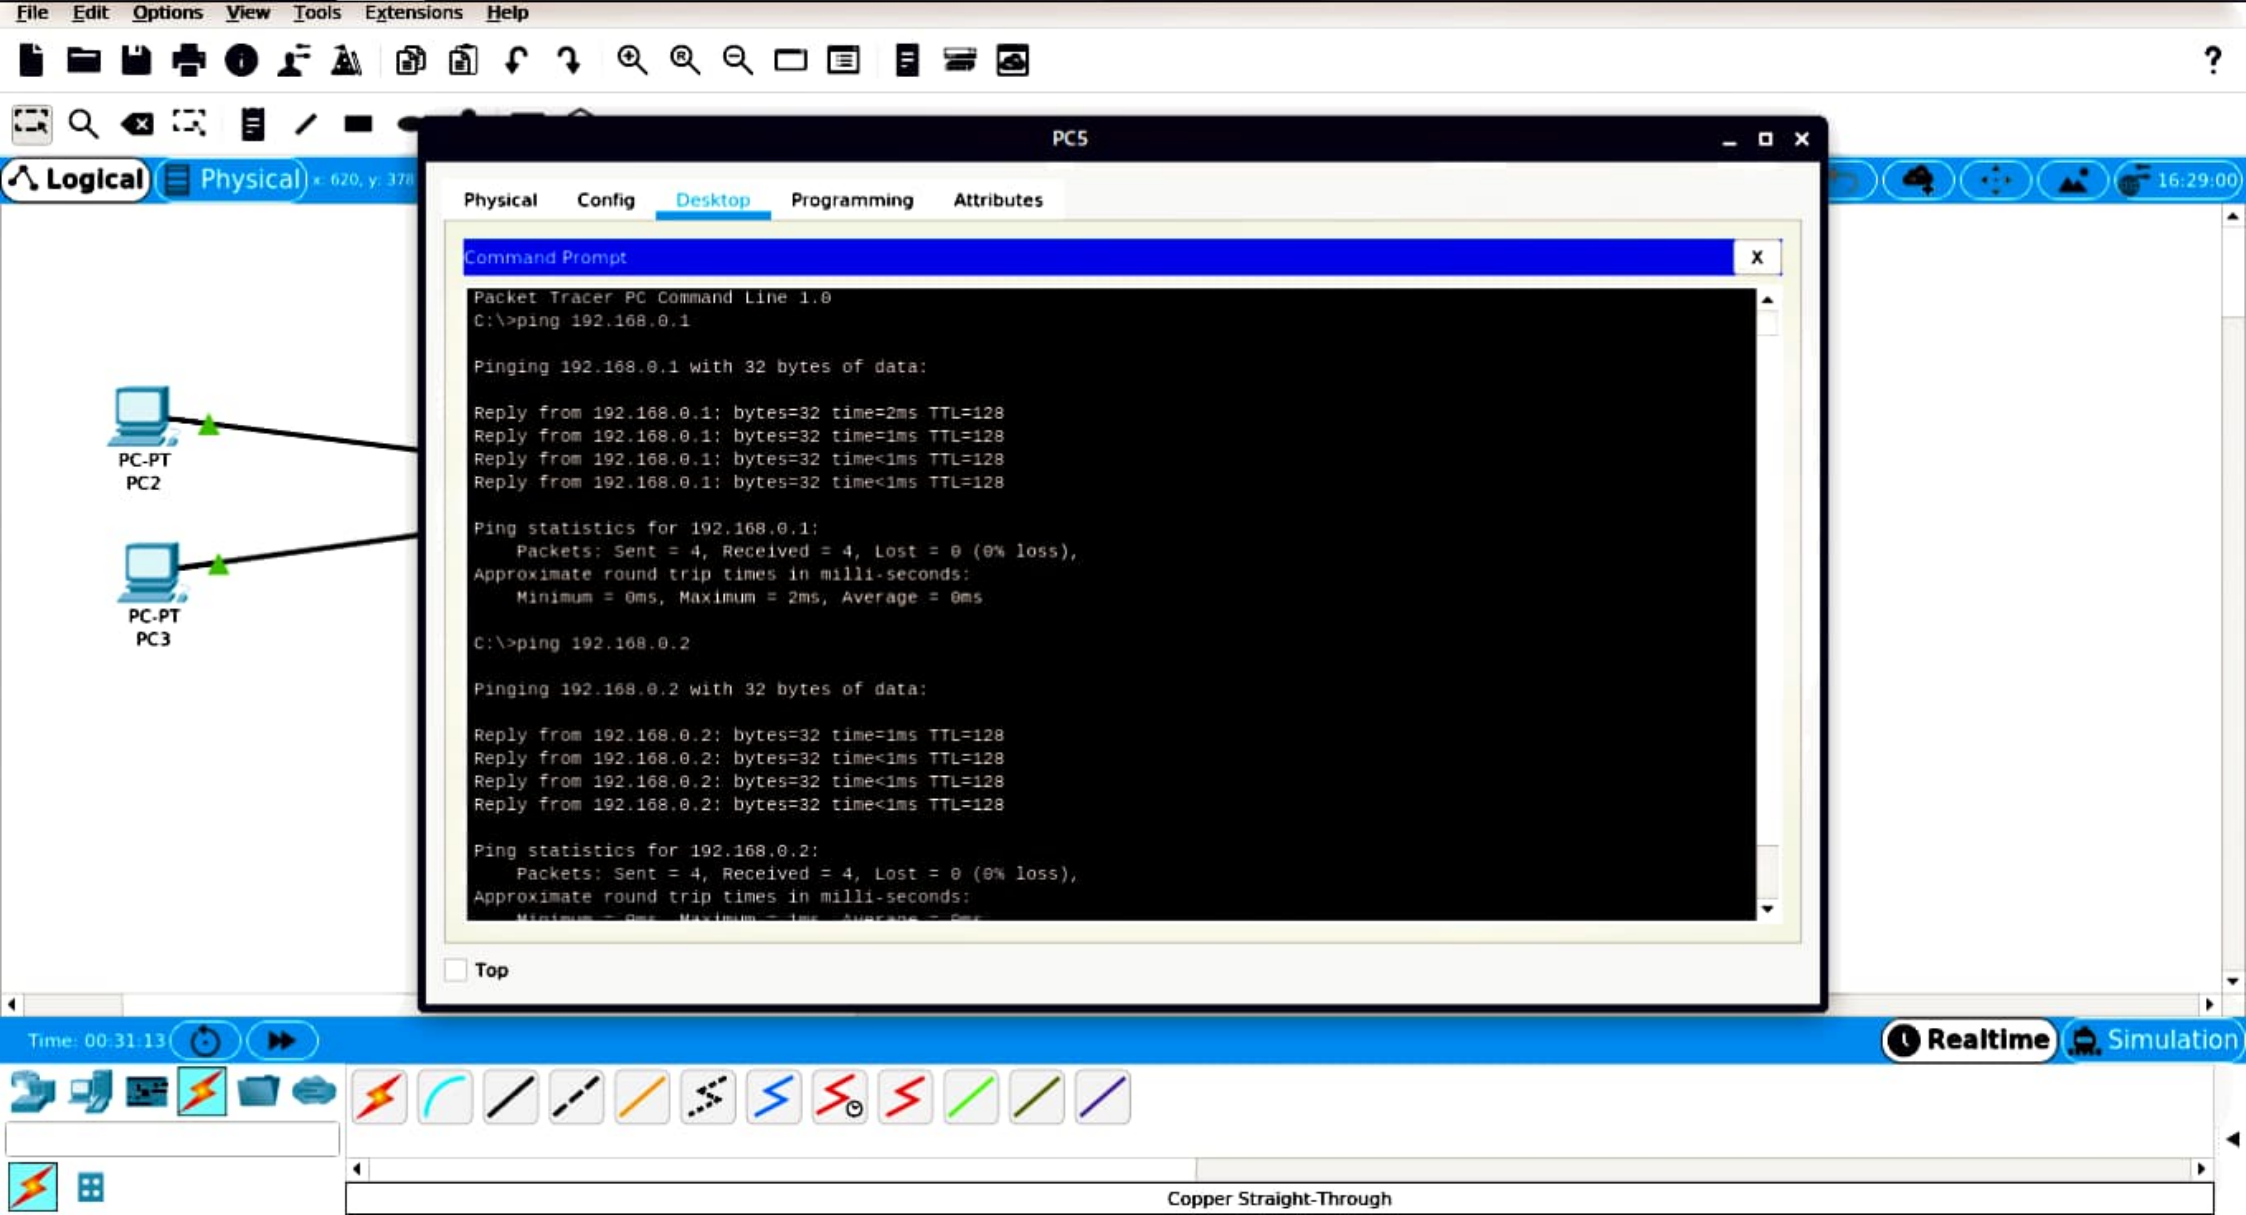 File Edit Options View Tools Extensions Help
?
PC5
Logical Physical x: 620, y: 378 16:29:00
Physical Config Desktop Programming Attributes
Command Prompt X
Packet Tracer PC Command Line 1.0
C:\>ping 192.168.0.1
Pinging 192.168.0.1 with 32 bytes of data:
Reply from 192.168.0.1: bytes=32 time=2ms TTL=128
Reply from 192.168.0.1: bytes=32 time=1ms TTL=128
Reply from 192.168.0.1: bytes=32 time<1ms TTL=128
Reply from 192.168.0.1: bytes=32 time<1ms TTL=128
Ping statistics for 192.168.0.1:
Packets: Sent = 4, Received = 4, Lost = 0 (0% loss),
Approximate round trip times in milli-seconds:
Minimum = 0ms, Maximum = 2ms, Average = 0ms
C:\>ping 192.168.0.2
Pinging 192.168.0.2 with 32 bytes of data:
Reply from 192.168.0.2: bytes=32 time=1ms TTL=128
Reply from 192.168.0.2: bytes=32 time<1ms TTL=128
Reply from 192.168.0.2: bytes=32 time<1ms TTL=128
Reply from 192.168.0.2: bytes=32 time<1ms TTL=128
Ping statistics for 192.168.0.2:
Packets: Sent = 4, Received = 4, Lost = 0 (0% loss),
Approximate round trip times in milli-seconds:
Minimum = 0ms, Maximum = 1ms, Average = 0ms
PC-PT
PC2
PC-PT
PC3
Top
Time: 00:31:13 Realtime Simulation
Copper Straight-Through